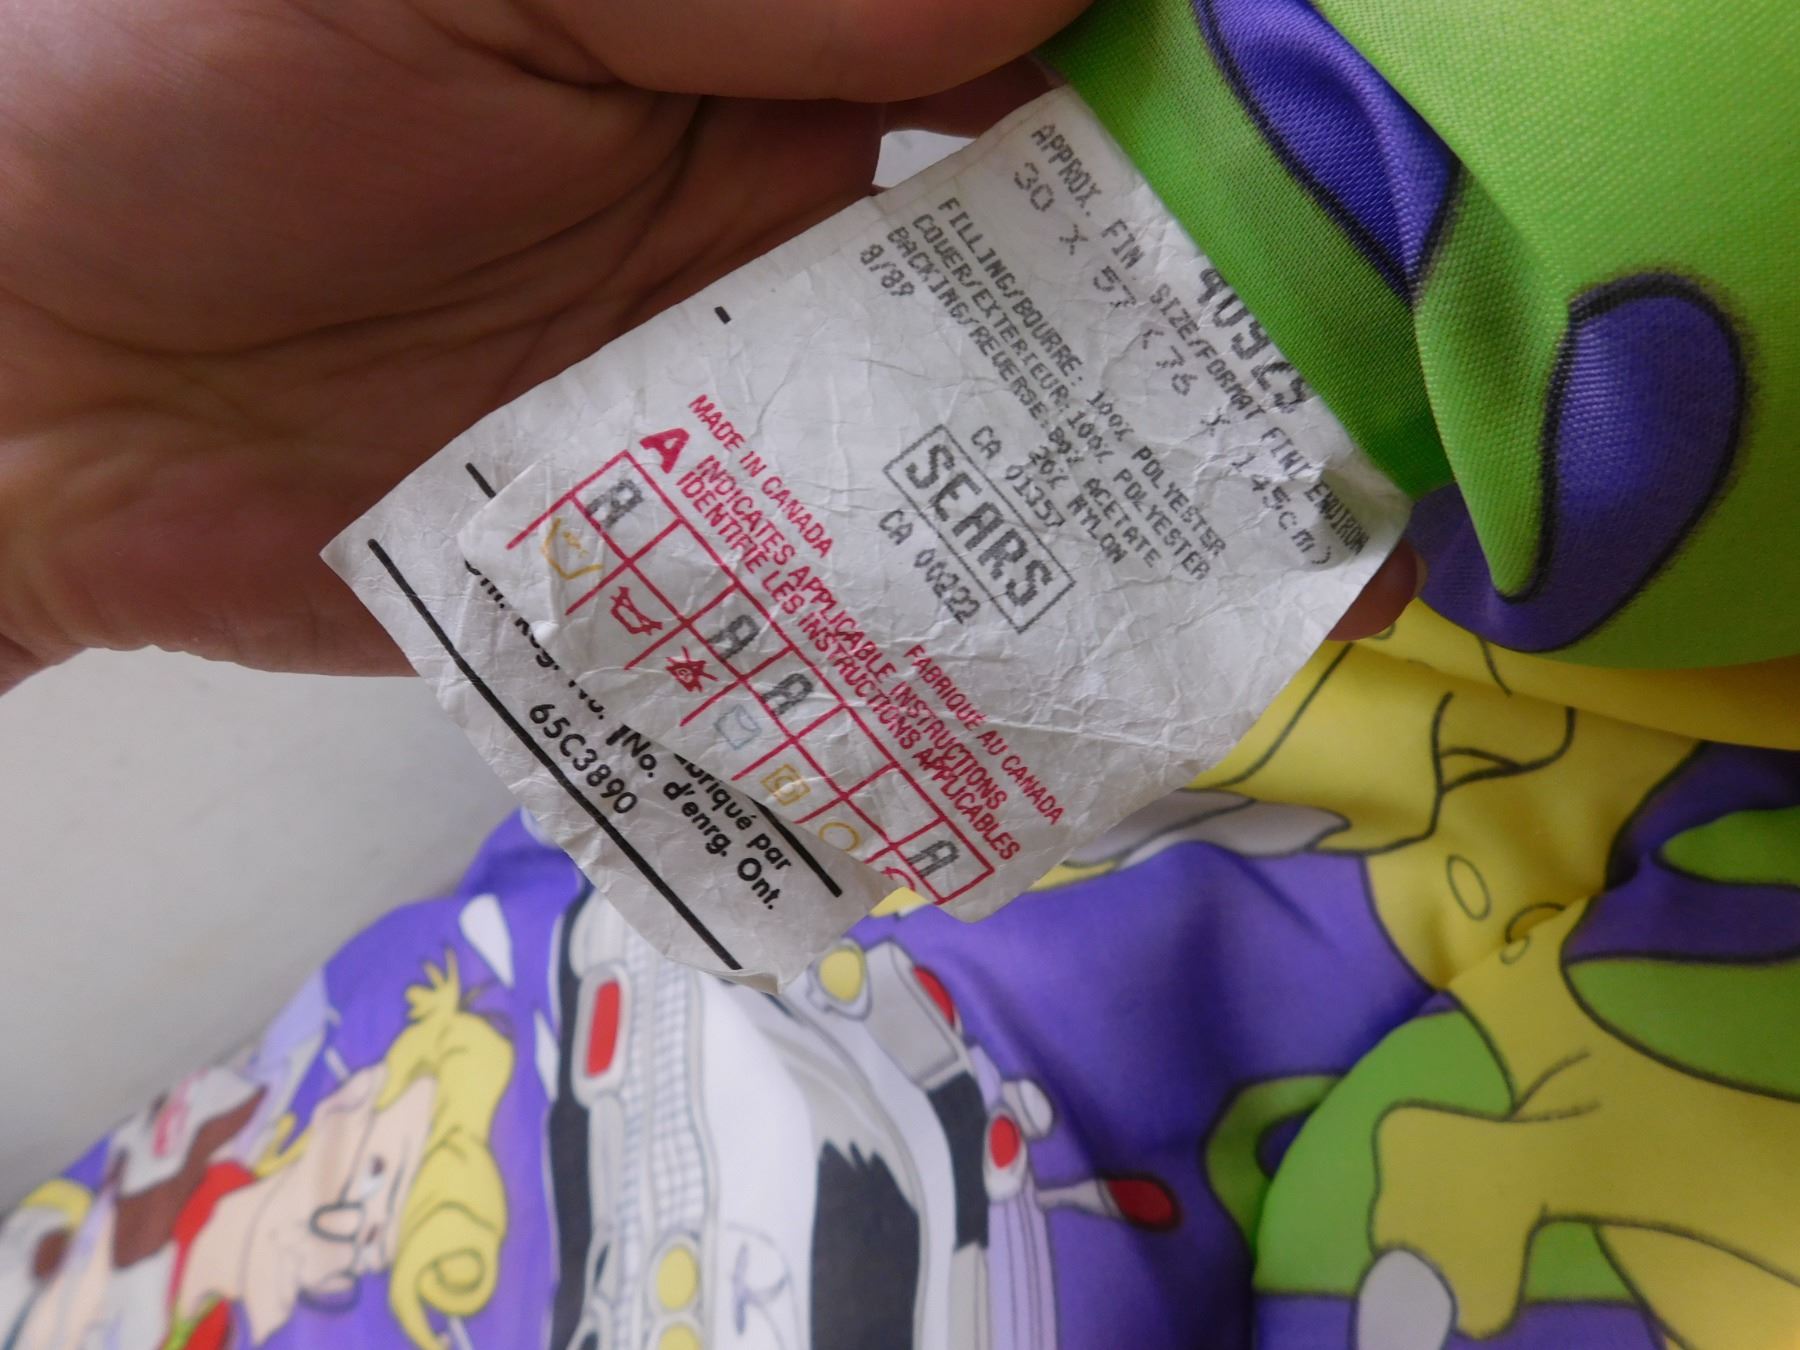 APPROX. FIN SIZE/FORMAT FINI ENVIRON
30 X 57 X 76 X 145cm)
FILLING/BOURRE: 100% POLYESTER
COVER/EXTERIEUR: 100% POLYESTER
BACKING/REVERSE: 80% ACETATE
20% NYLON
8/89
CA 01357
SEARS
CA 00222
MADE IN CANADA
FABRIQUÉ AU CANADA
A INDICATES APPLICABLE INSTRUCTIONS
IDENTIFIE LES INSTRUCTIONS APPLICABLES
A A A A
briqué par
No. d'enrg. Ont.
65C3890